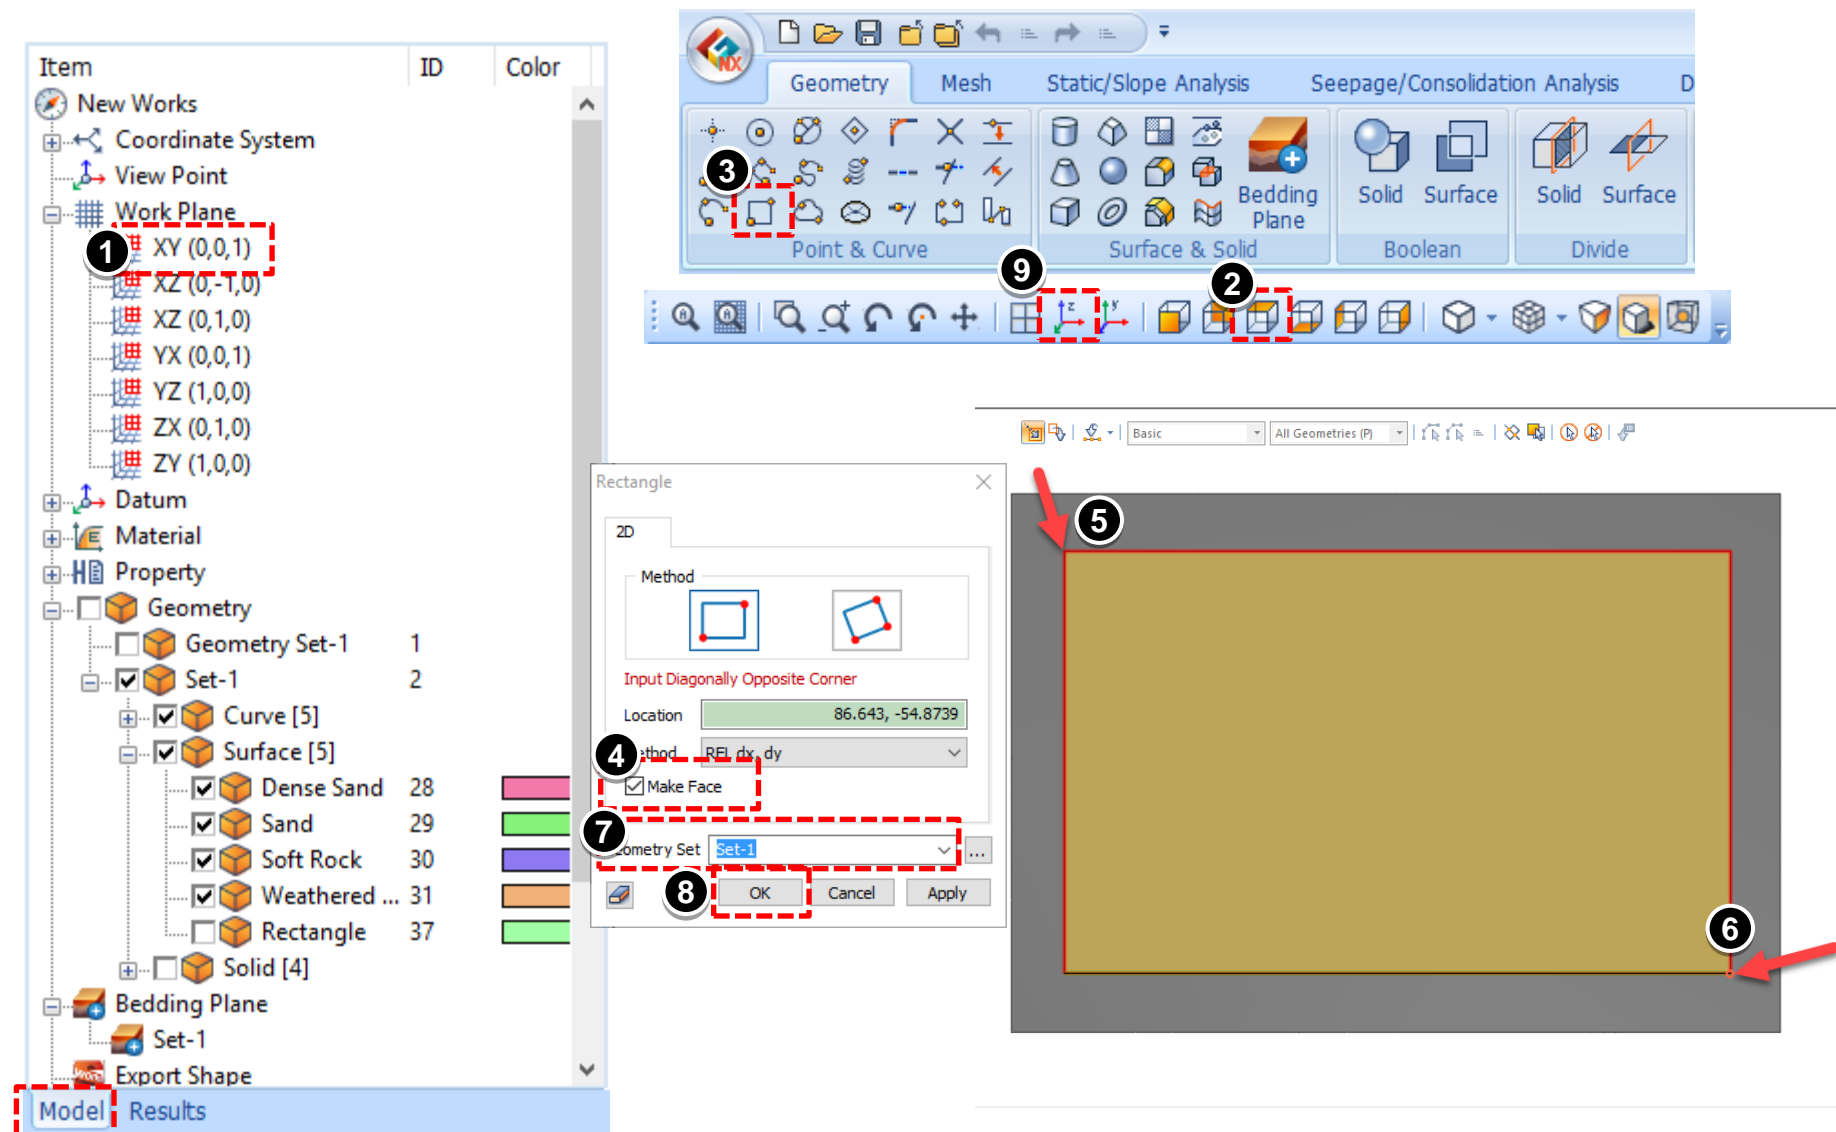 Item ID Color
New Works
Coordinate System
View Point
Work Plane
1
XY (0,0,1)
XZ (0,-1,0)
XZ (0,1,0)
YX (0,0,1)
YZ (1,0,0)
ZX (0,1,0)
ZY (1,0,0)
Datum
Material
Property
Geometry
Geometry Set-1 1
Set-1 2
Curve [5]
Surface [5]
Dense Sand 28
Sand 29
Soft Rock 30
Weathered ... 31
Rectangle 37
Solid [4]
Bedding Plane
Set-1
Export Shape
Model Results
NX
Geometry Mesh Static/Slope Analysis Seepage/Consolidation Analysis D
3
Bedding
Plane
Solid Surface
Solid Surface
Point & Curve Surface & Solid Boolean Divide
9
2
z
y
Basic All Geometries (P)
Rectangle
2D
Method
Input Diagonally Opposite Corner
Location 86.643, -54.8739
4
ethod REL dx, dy
Make Face
7
ometry Set Set-1 ...
8
OK Cancel Apply
5
6